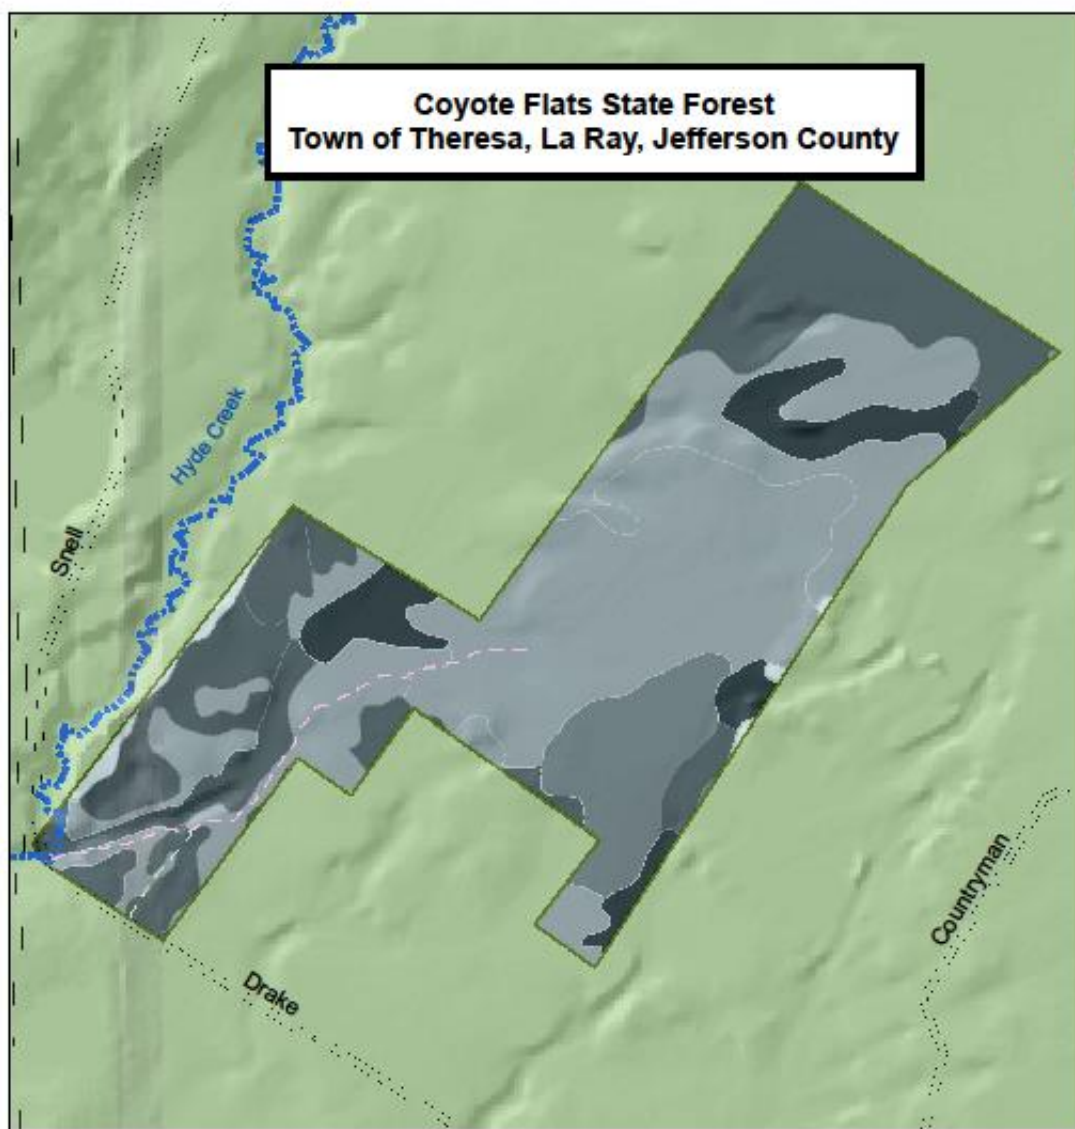 Coyote Flats State Forest
Town of Theresa, La Ray, Jefferson County
Hyde Creek
Snell
Countryman
Drake